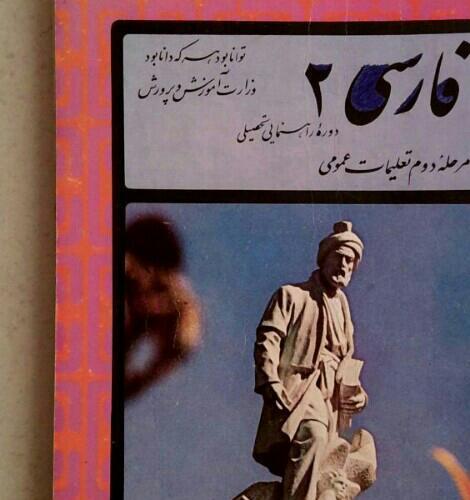 فارسی ۲
توانا بود هر که دانا بود
وزارت آموزش و پرورش
دورهٔ راهنمایی تحصیلی
مرحلهٔ دوم تعلیمات عمومی